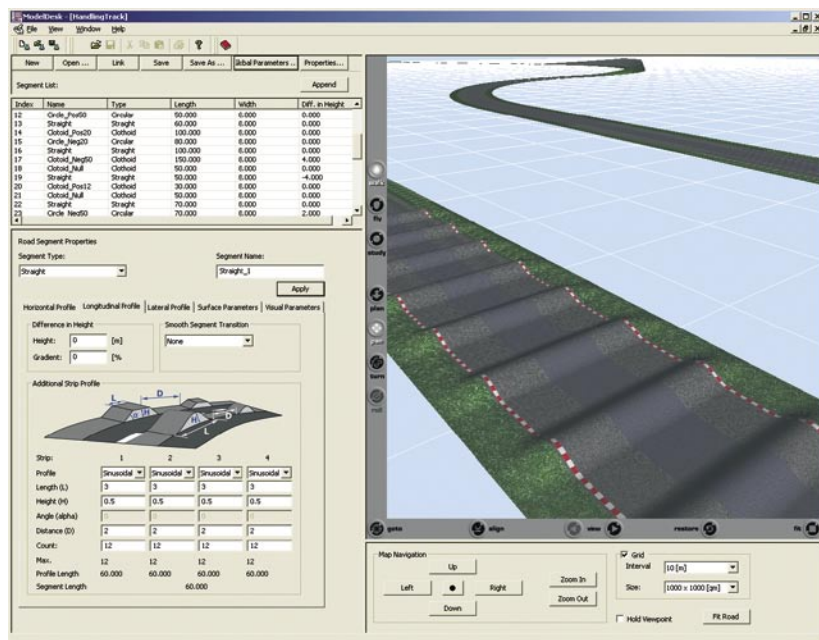 ModelDesk - [HandlingTrack]
File View Window Help
New Open ... Link Save Save As ... lkbal Parameters .. Properties...
Segment List: Append
Index Name Type Length Width Diff. in Height
12 Circle_Pos50 Circular 50.000 8.000 0.000
13 Straight Straight 60.000 8.000 0.000
14 Clotoid_Pos20 Clothoid 100.000 8.000 0.000
15 Circle_Neg20 Circular 80.000 8.000 0.000
16 Straight Straight 100.000 8.000 0.000
17 Clotoid_Neg50 Clothoid 150.000 8.000 4.000
18 Clotoid_Null Clothoid 50.000 8.000 0.000
19 Straight Straight 50.000 8.000 -4.000
20 Clotoid_Pos12 Clothoid 30.000 8.000 0.000
21 Clotoid_Null Clothoid 50.000 8.000 0.000
22 Straight Straight 70.000 8.000 0.000
23 Circle_Neg50 Circular 70.000 8.000 2.000
Road Segment Properties
Segment Type: Segment Name:
Straight Straight_1
Apply
Horizontal Profile Longitudinal Profile Lateral Profile Surface Parameters Visual Parameters
Difference in Height Smooth Segment Transition
Height: 0 [m] None
Gradient: 0 [%
Additional Strip Profile
L D α H H D L
Strip: 1 2 3 4
Profile Sinusoidal Sinusoidal Sinusoidal Sinusoidal
Length (L) 3 3 3 3
Height (H) 0.5 0.5 0.5 0.5
Angle (alpha) 0 0 0 0
Distance (D) 2 2 2 2
Count: 12 12 12 12
Max. 12 12 12 12
Profile Length 60.000 60.000 60.000 60.000
Segment Length 60.000
walk
fly
study
plan
pan
turn
roll
goto align view restore fit
Map Navigation
Up
Left Right
Down
Zoom In
Zoom Out
Grid
Interval 10 [m]
Size: 1000 x 1000 [qm]
Hold Viewpoint Fit Road